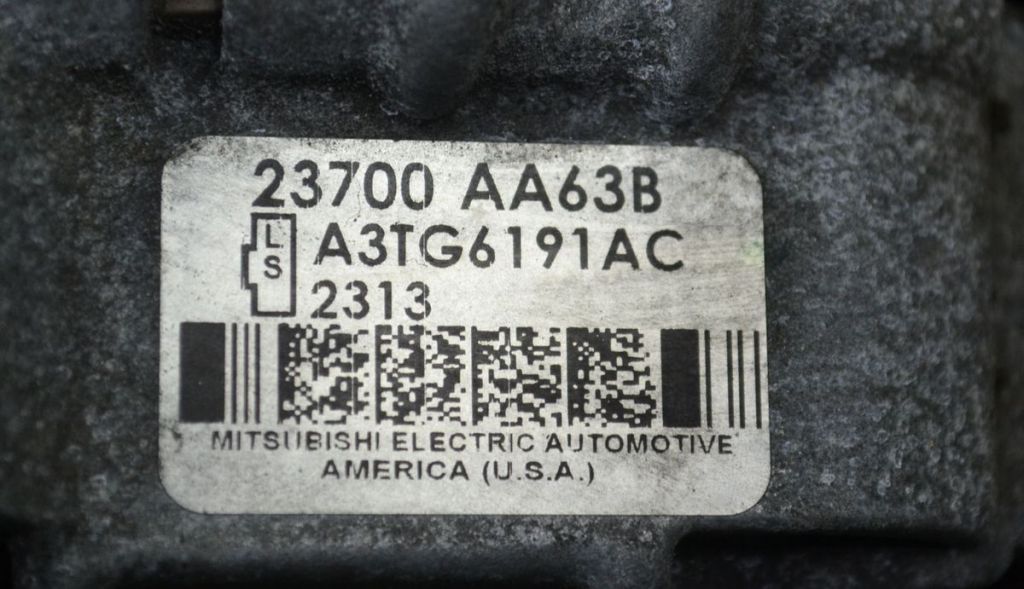 23700 AA63B
L
S
A3TG6191AC
2313
MITSUBISHI ELECTRIC AUTOMOTIVE
AMERICA (U.S.A.)